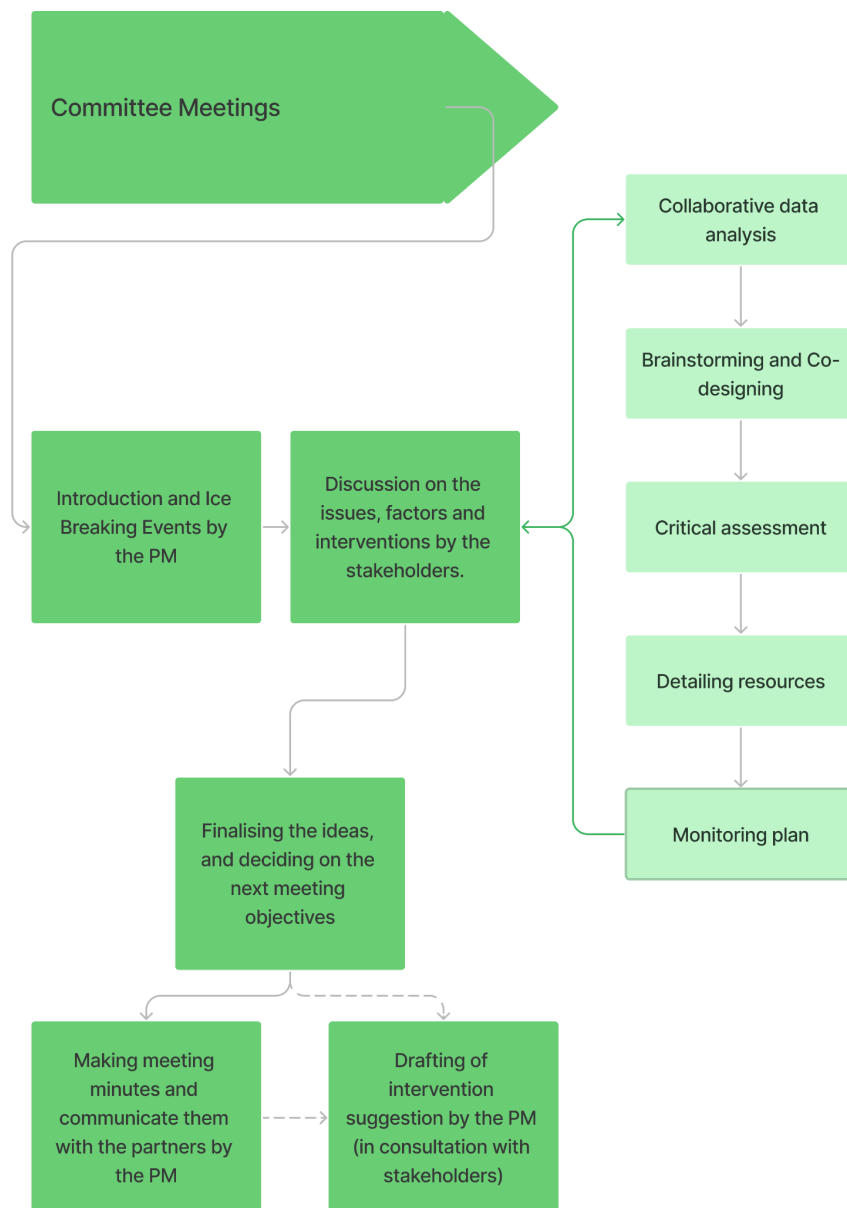 Committee Meetings
Collaborative data
analysis
Brainstorming and Co-
designing
Introduction and Ice
Breaking Events by
the PM
Discussion on the
issues, factors and
interventions by the
stakeholders.
Critical assessment
Detailing resources
Monitoring plan
Finalising the ideas,
and deciding on the
next meeting
objectives
Making meeting
minutes and
communicate them
with the partners by
the PM
Drafting of
intervention
suggestion by the PM
(in consultation with
stakeholders)